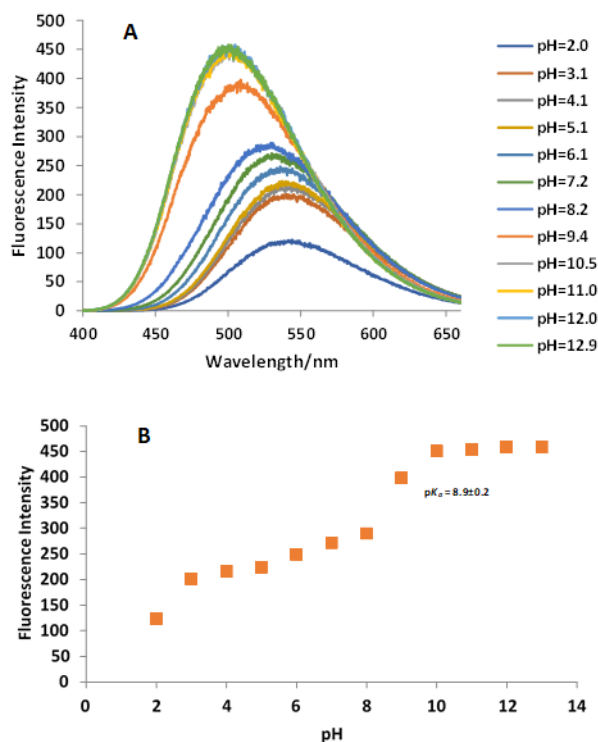 A
500
450
400
350
300
250
200
150
100
50
0
Fluorescence Intensity
400 450 500 550 600 650
Wavelength/nm
pH=2.0
pH=3.1
pH=4.1
pH=5.1
pH=6.1
pH=7.2
pH=8.2
pH=9.4
pH=10.5
pH=11.0
pH=12.0
pH=12.9
B
500
450
400
350
300
250
200
150
100
50
0
Fluorescence Intensity
pKa = 8.9±0.2
0 2 4 6 8 10 12 14
pH